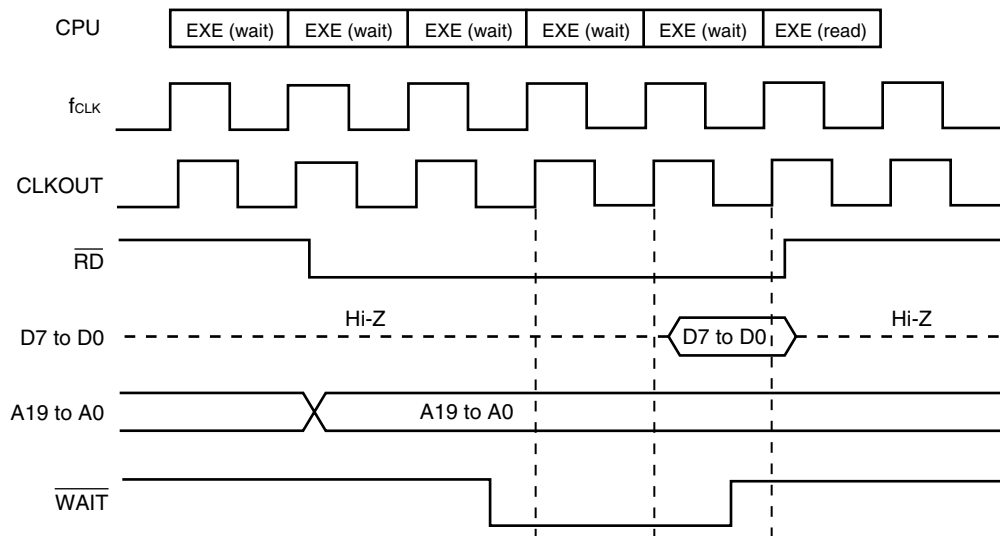 CPU EXE (wait) EXE (wait) EXE (wait) EXE (wait) EXE (wait) EXE (read)
fCLK
CLKOUT
RD
Hi-Z Hi-Z
D7 to D0 D7 to D0
A19 to A0 A19 to A0
WAIT